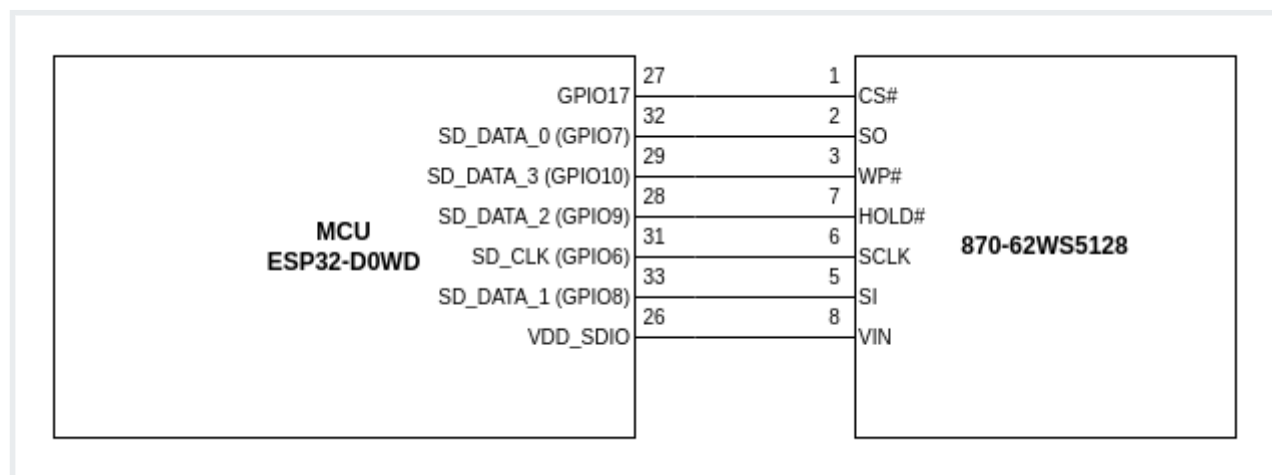 27 1
GPIO17 CS#
32 2
SD_DATA_0 (GPIO7) SO
29 3
SD_DATA_3 (GPIO10) WP#
28 7
SD_DATA_2 (GPIO9) HOLD#
MCU
31 6
SD_CLK (GPIO6) SCLK
ESP32-D0WD
870-62WS5128
33 5
SD_DATA_1 (GPIO8) SI
26 8
VDD_SDIO VIN